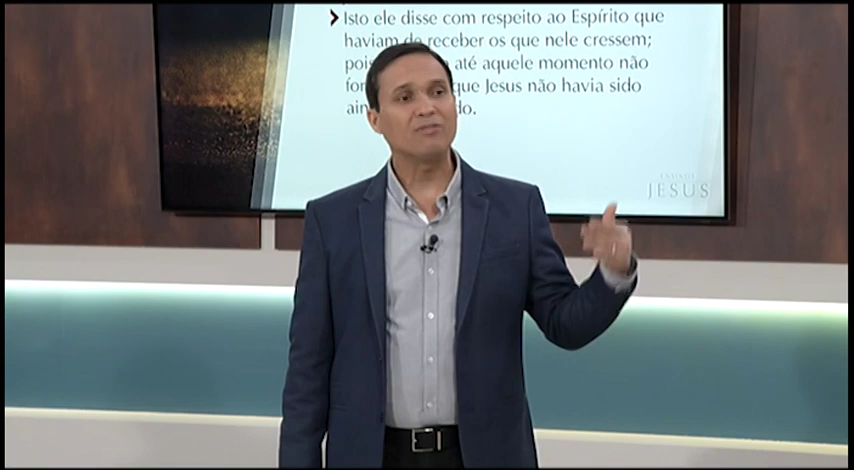 Isto ele disse com respeito ao Espírito que
haviam de receber os que nele cressem;
até aquele momento não
que Jesus não havia sido
JESUS